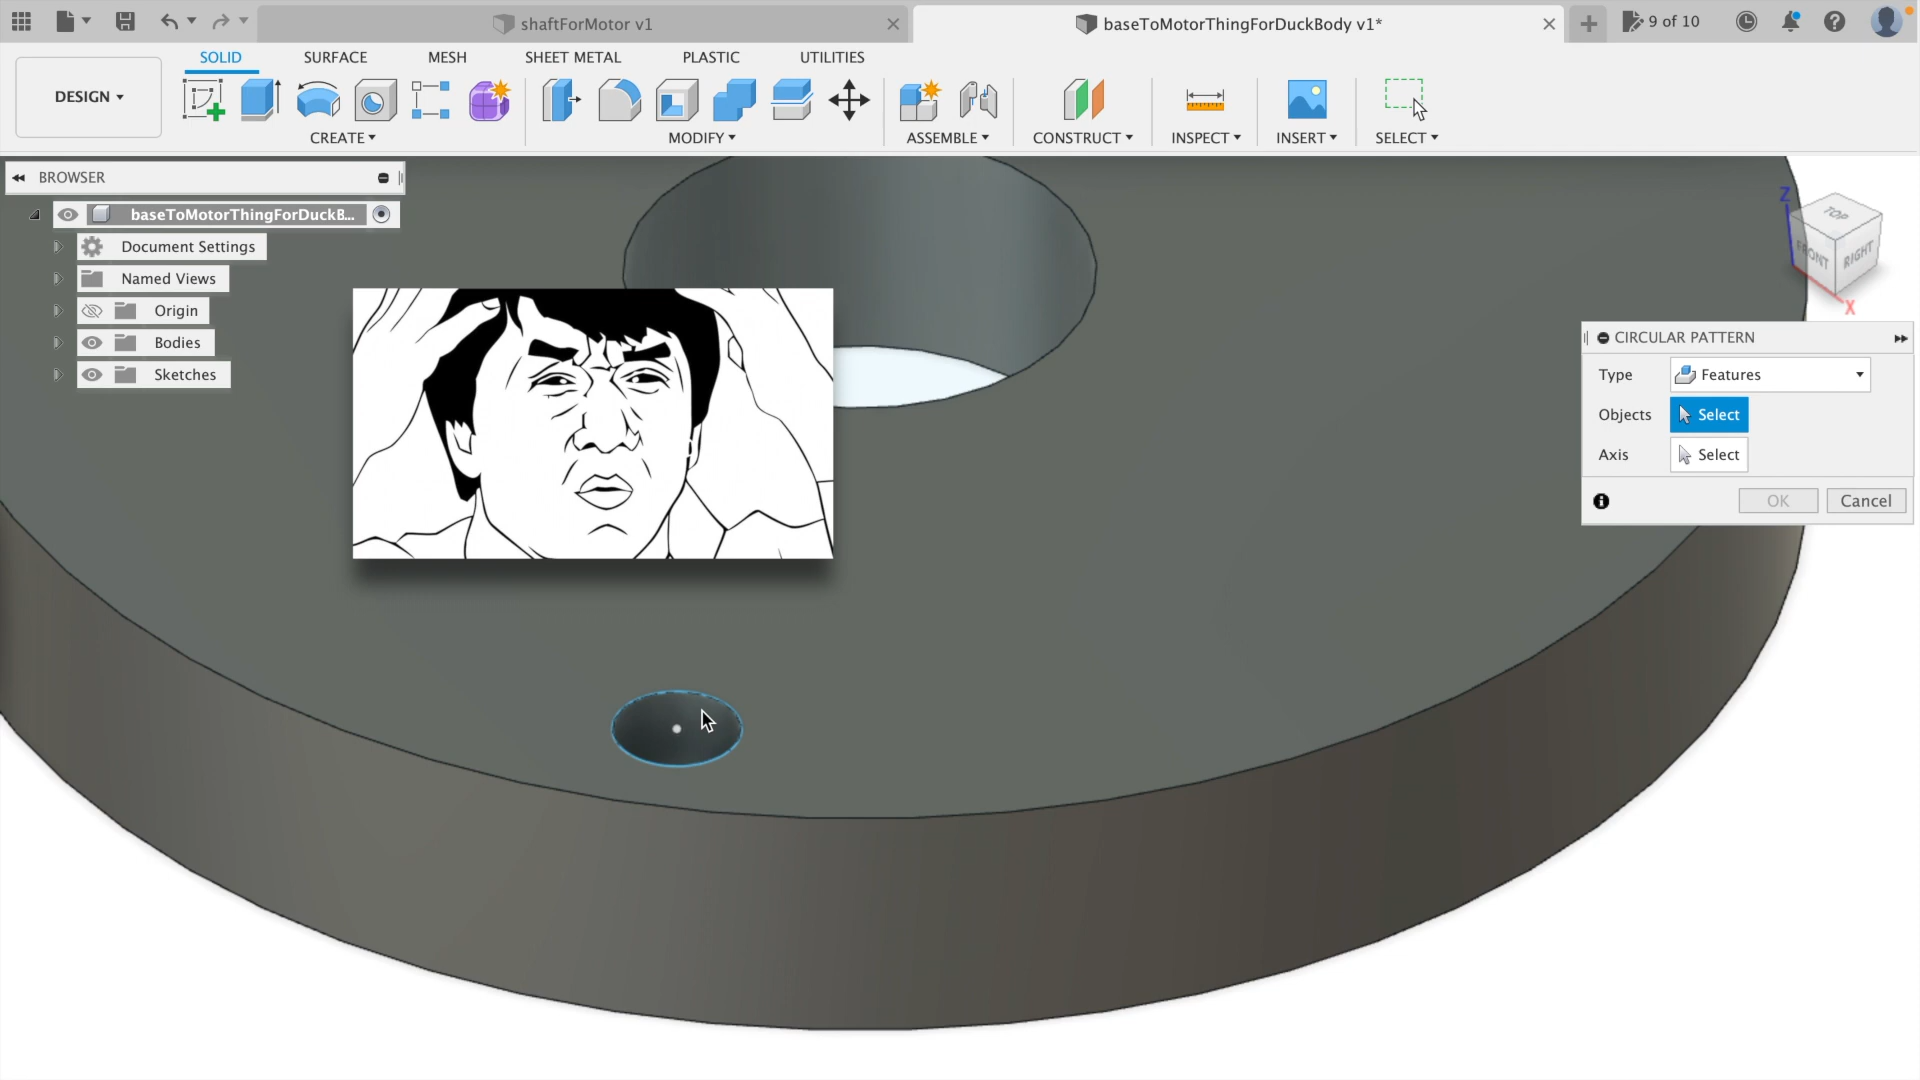 shaftForMotor v1
baseToMotorThingForDuckBody v1*
9 of 10
DESIGN
SOLID
SURFACE
MESH
SHEET METAL
PLASTIC
UTILITIES
CREATE
MODIFY
ASSEMBLE
CONSTRUCT
INSPECT
INSERT
SELECT
BROWSER
baseToMotorThingForDuckB...
Document Settings
Named Views
Origin
Bodies
Sketches
Z
TOP
FRONT
RIGHT
X
CIRCULAR PATTERN
Type
Features
Objects
Select
Axis
Select
OK
Cancel